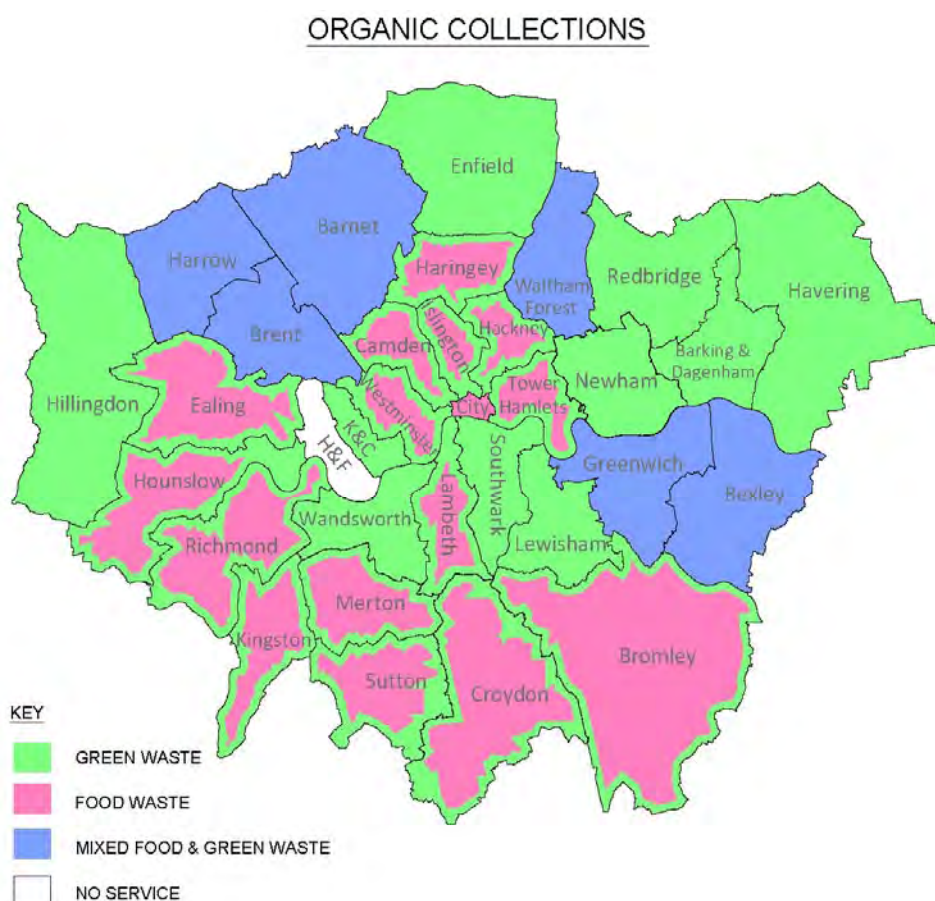 ORGANIC COLLECTIONS
Enfield
Barnet
Harrow
Haringey
Redbridge
Waltham
Forest
Havering
Brent
Camden
Islington
Hackney
Barking &
Dagenham
Newham
Hillingdon
Ealing
Westminster
City
Tower
Hamlets
K&C
H&F
Hounslow
Southwark
Greenwich
Bexley
Lambeth
Wandsworth
Richmond
Lewisham
Merton
Kingston
Sutton
Croydon
Bromley
KEY
GREEN WASTE
FOOD WASTE
MIXED FOOD & GREEN WASTE
NO SERVICE